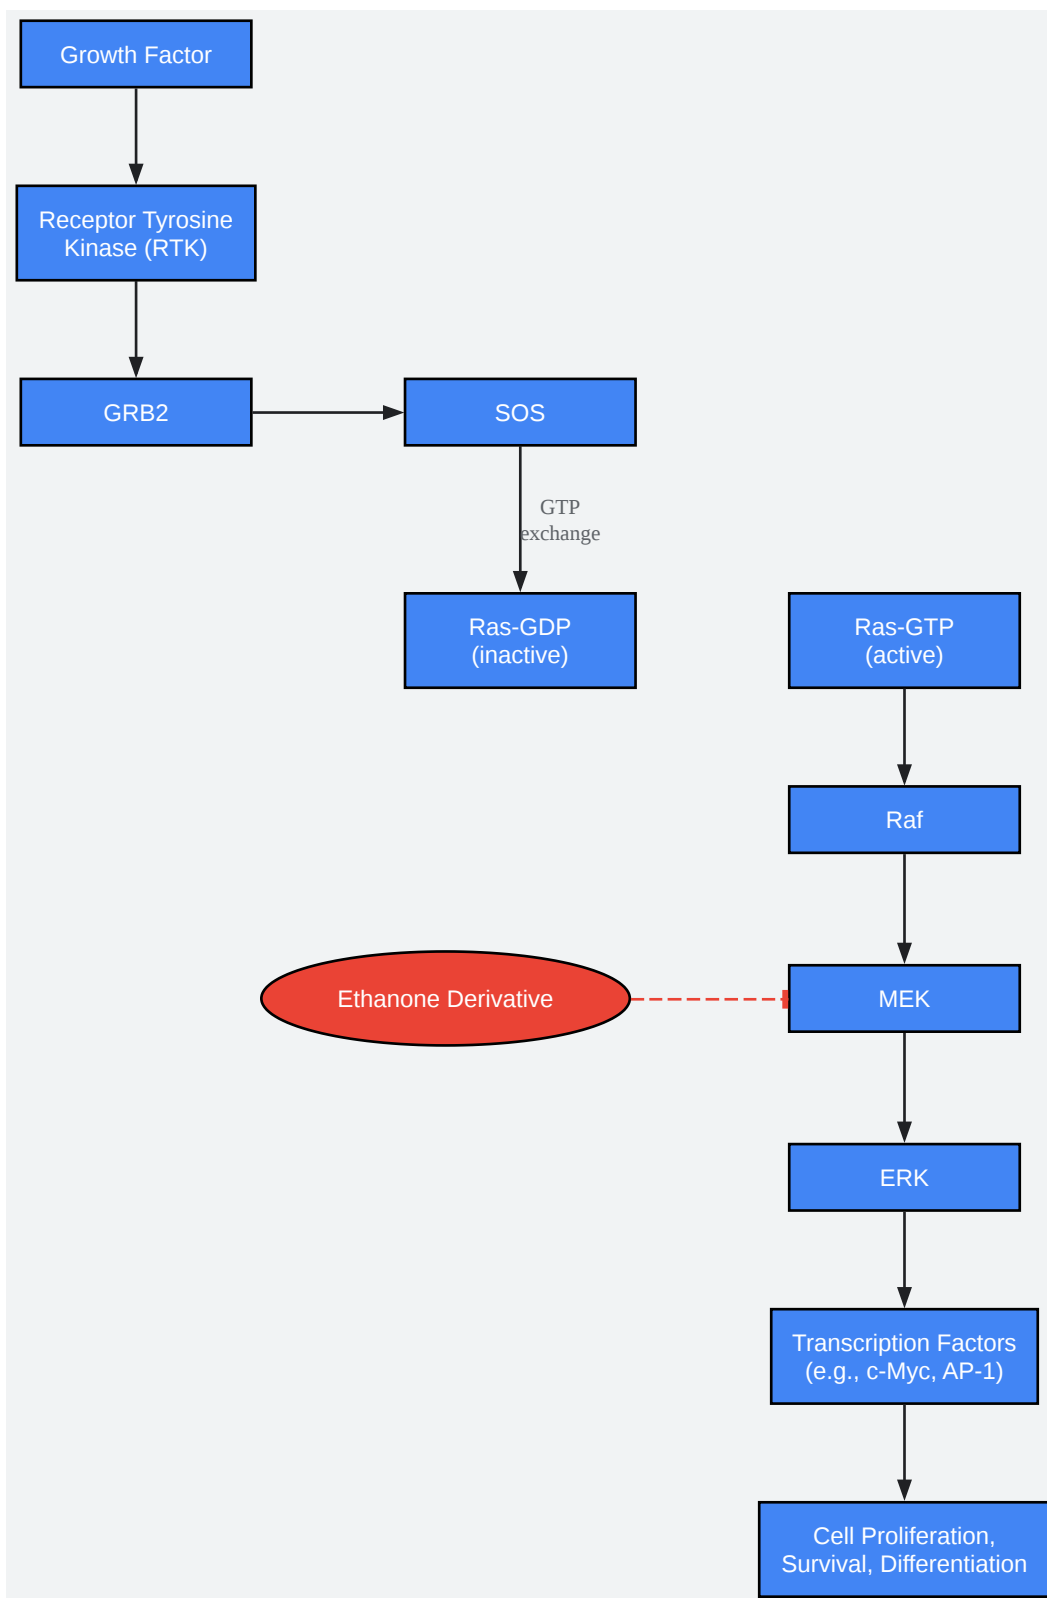 Growth Factor
Receptor Tyrosine
Kinase (RTK)
GRB2
SOS
GTP
exchange
Ras-GDP
(inactive)
Ras-GTP
(active)
Raf
Ethanone Derivative
MEK
ERK
Transcription Factors
(e.g., c-Myc, AP-1)
Cell Proliferation,
Survival, Differentiation